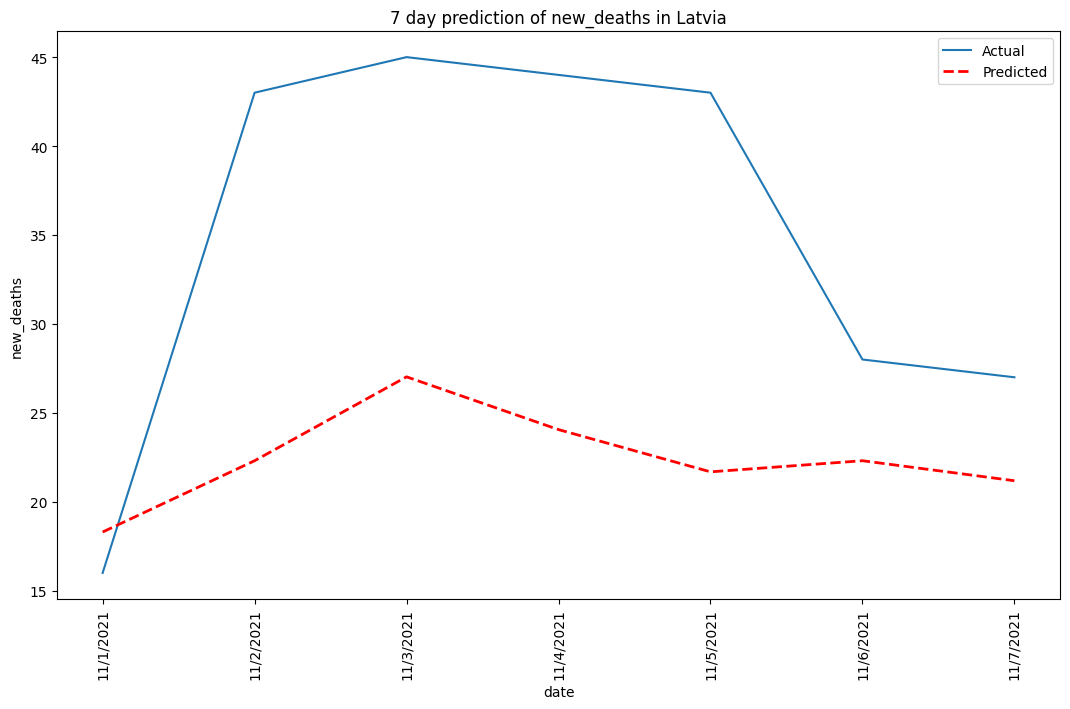 7 day prediction of new_deaths in Latvia
Actual
Predicted
45
40
35
30
25
20
15
new_deaths
11/1/2021
11/2/2021
11/3/2021
11/4/2021
11/5/2021
11/6/2021
11/7/2021
date